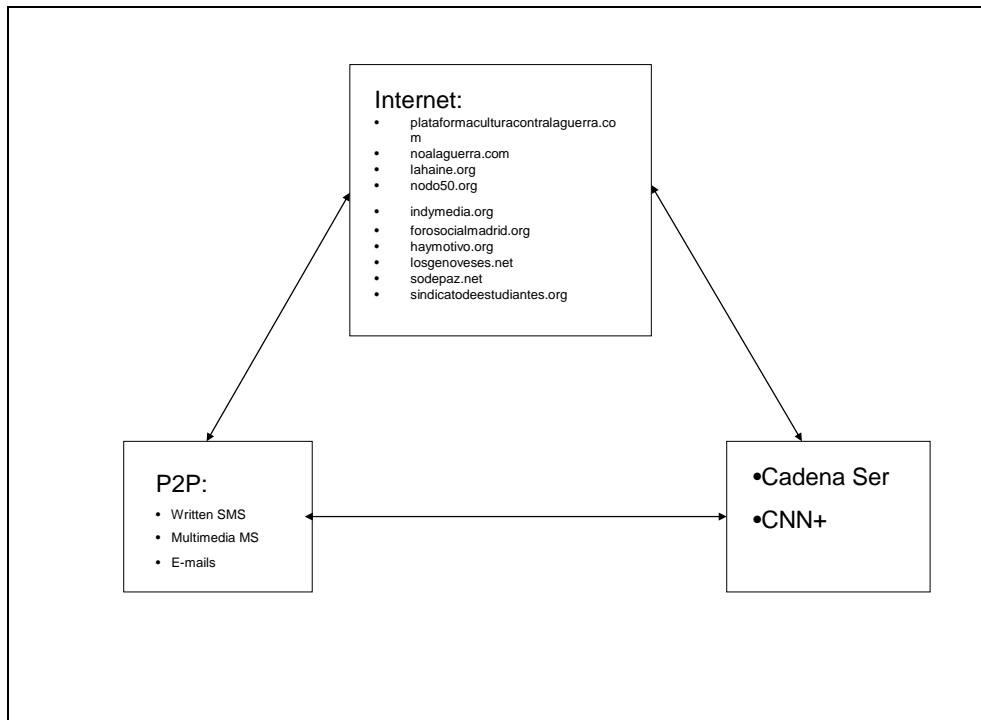 Internet:
• plataformaculturacontralaguerra.co
m
• noalaguerra.com
• lahaine.org
• nodo50.org
• indymedia.org
• forosocialmadrid.org
• haymotivo.org
• losgenoveses.net
• sodepaz.net
• sindicatodeestudiantes.org
P2P:
• Written SMS
• Multimedia MS
• E-mails
•Cadena Ser
•CNN+